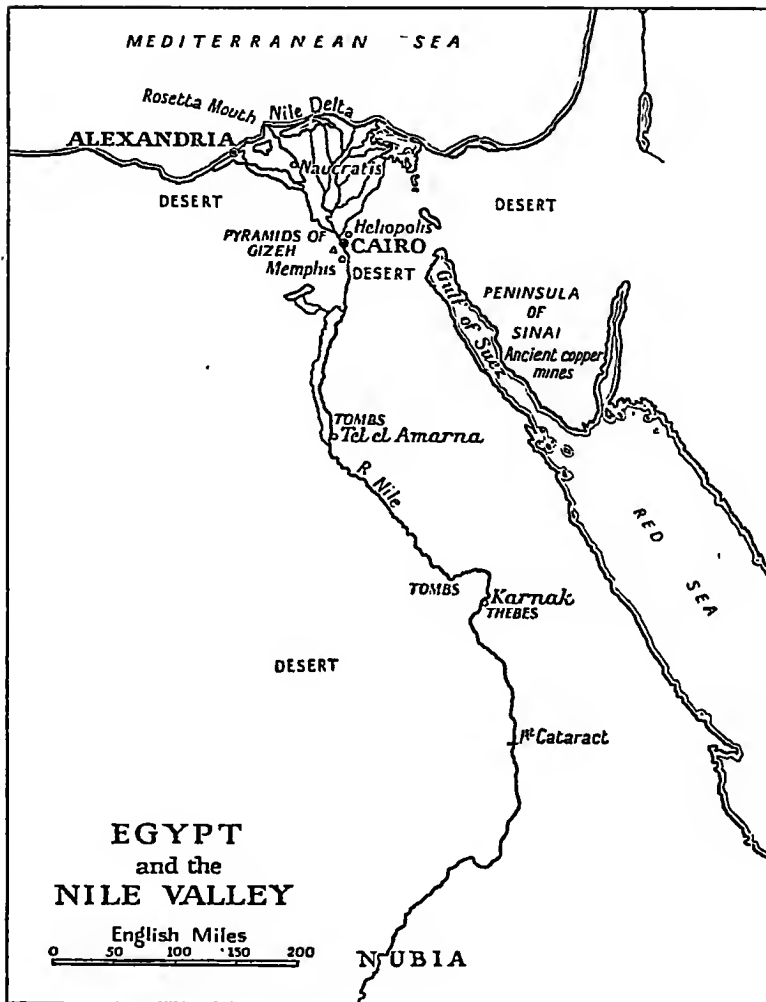 MEDITERRANEAN SEA
Rosetta Mouth
Nile Delta
ALEXANDRIA
Naucratis
DESERT
DESERT
Heliopolis
PYRAMIDS OF
GIZEH
CAIRO
Memphis
DESERT
Gulf of Suez
PENINSULA
OF
SINAI
Ancient copper
mines
TOMBS
Tel el Amarna
R Nile
RED SEA
TOMBS
Karnak
THEBES
DESERT
1st Cataract
EGYPT
and the
NILE VALLEY
English Miles
0 50 100 150 200
NUBIA